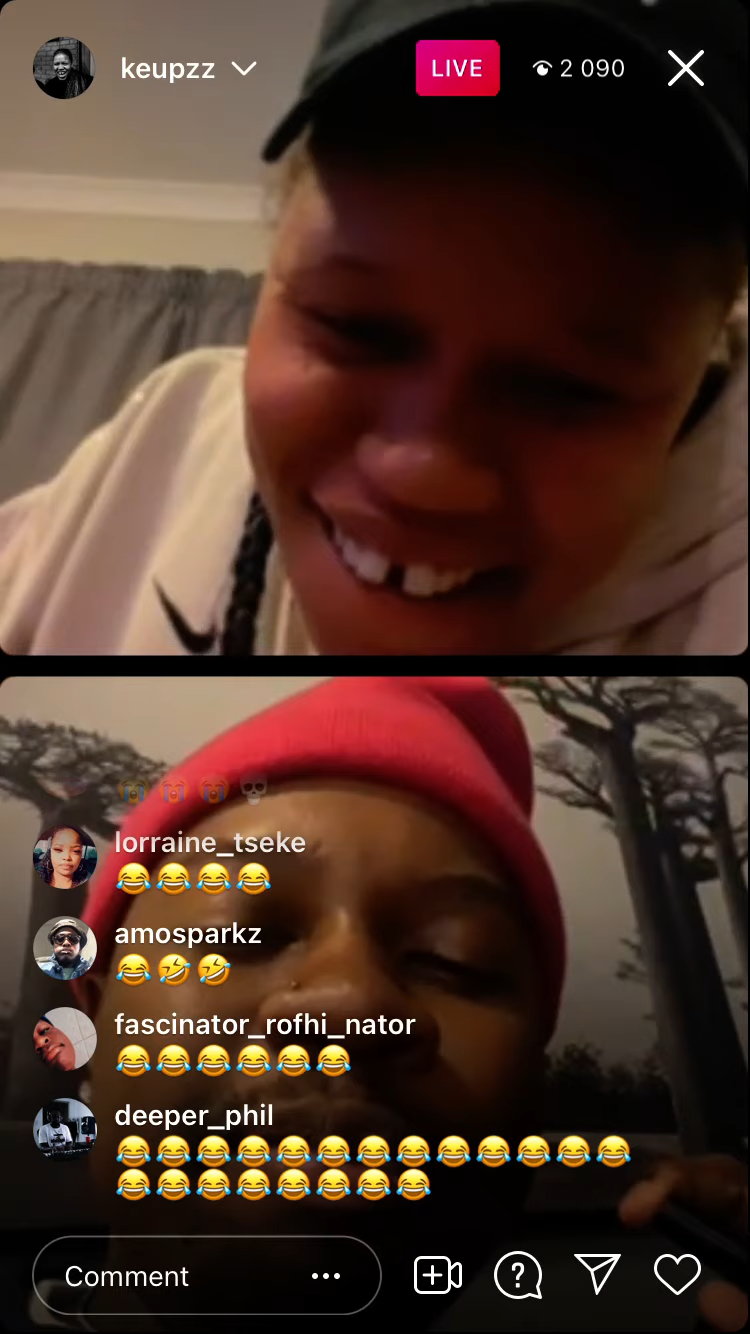 keupzz
LIVE
2 090
😭😭😭💀
lorraine_tseke
😂😂😂😂
amosparkz
😂🤣🤣
fascinator_rofhi_nator
😂😂😂😂😂😂
deeper_phil
😂😂😂😂😂😂😂😂😂😂😂😂😂
😂😂😂😂😂😂😂😂
Comment